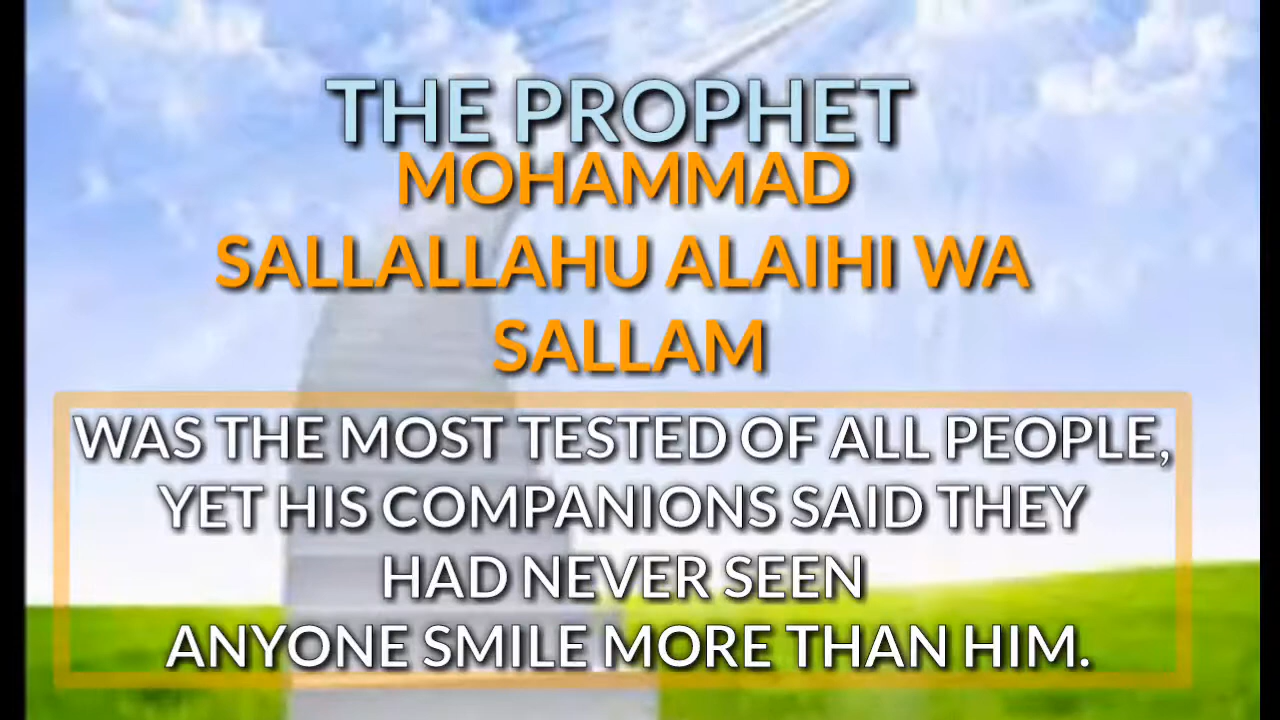 THE PROPHET
MOHAMMAD
SALLALLAHU ALAIHI WA
SALLAM
WAS THE MOST TESTED OF ALL PEOPLE,
YET HIS COMPANIONS SAID THEY
HAD NEVER SEEN
ANYONE SMILE MORE THAN HIM.